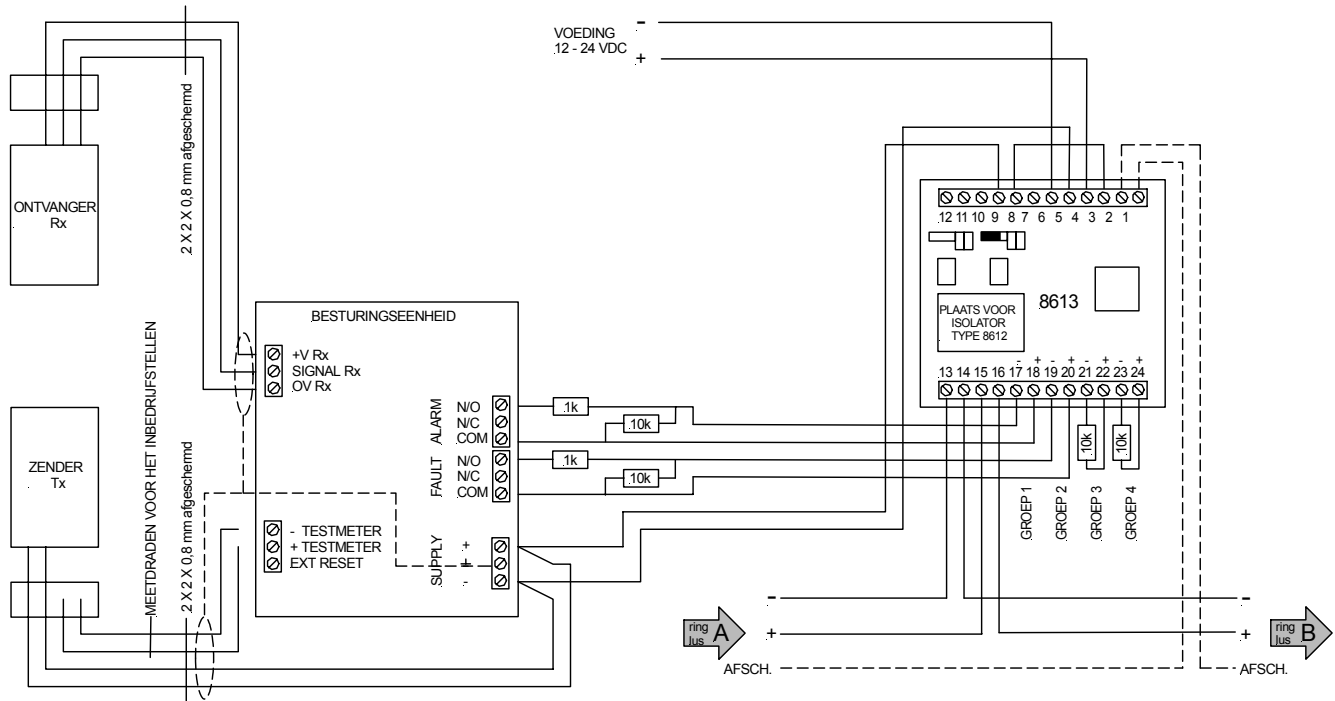 VOEDING
12 - 24 VDC
-
+
2 X 2 X 0,8 mm afgeschermd
ONTVANGER
Rx
12 11 10 9 8 7 6 5 4 3 2 1
8613
PLAATS VOOR
ISOLATOR
TYPE 8612
- + - + - + - +
13 14 15 16 17 18 19 20 21 22 23 24
BESTURINGSEENHEID
+V Rx
SIGNAL Rx
OV Rx
ALARM
N/O
N/C
COM
1k
10k
FAULT
N/O
N/C
COM
1k
10k
10k
10k
GROEP 1
GROEP 2
GROEP 3
GROEP 4
ZENDER
Tx
MEETDRADEN VOOR HET INBEDRIJFSTELLEN
2 X 2 X 0,8 mm afgeschermd
- TESTMETER
+ TESTMETER
EXT RESET
SUPPLY
+
-
ring
lus
A
-
+
AFSCH.
-
+
AFSCH.
ring
lus
B